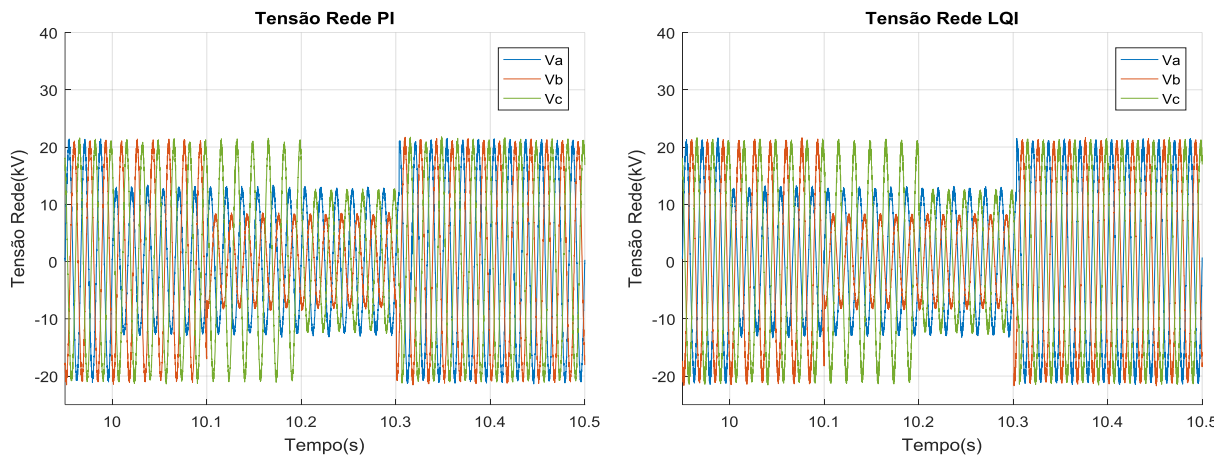 Tensão Rede PI
Tensão Rede(kV)
40
30
20
10
0
-10
-20
Va
Vb
Vc
10
10.1
10.2
10.3
10.4
10.5
Tempo(s)
Tensão Rede LQI
Tensão Rede(kV)
40
30
20
10
0
-10
-20
Va
Vb
Vc
10
10.1
10.2
10.3
10.4
10.5
Tempo(s)